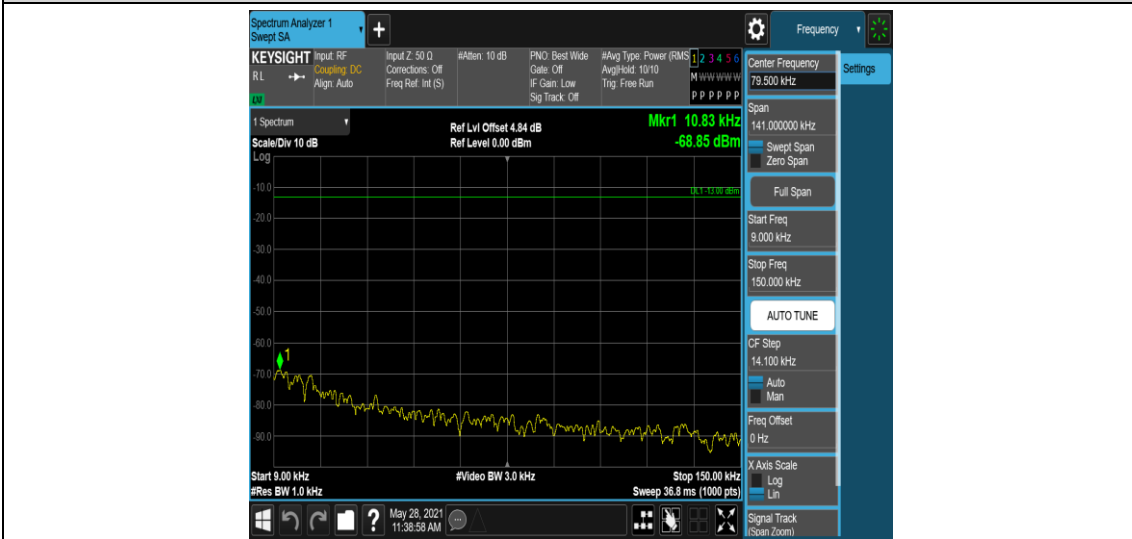 Spectrum Analyzer 1
Swept SA
+
Frequency
KEYSIGHT
RL
LXI
Input: RF
Coupling: DC
Align: Auto
Input Z: 50 Ω
Corrections: Off
Freq Ref: Int (S)
#Atten: 10 dB
PNO: Best Wide
Gate: Off
IF Gain: Low
Sig Track: Off
#Avg Type: Power (RMS
Avg|Hold: 10/10
Trig: Free Run
1 2 3 4 5 6
M W W W W W
P P P P P P
1 Spectrum
Scale/Div 10 dB
Log
Ref Lvl Offset 4.84 dB
Ref Level 0.00 dBm
Mkr1 10.83 kHz
-68.85 dBm
DL1 -13.00 dBm
-10.0
-20.0
-30.0
-40.0
-50.0
-60.0
-70.0
-80.0
-90.0
1
Start 9.00 kHz
#Res BW 1.0 kHz
#Video BW 3.0 kHz
Stop 150.00 kHz
Sweep 36.8 ms (1000 pts)
?
May 28, 2021
11:38:58 AM
Center Frequency
79.500 kHz
Span
141.000000 kHz
Swept Span
Zero Span
Full Span
Start Freq
9.000 kHz
Stop Freq
150.000 kHz
AUTO TUNE
CF Step
14.100 kHz
Auto
Man
Freq Offset
0 Hz
X Axis Scale
Log
Lin
Signal Track
(Span Zoom)
Settings